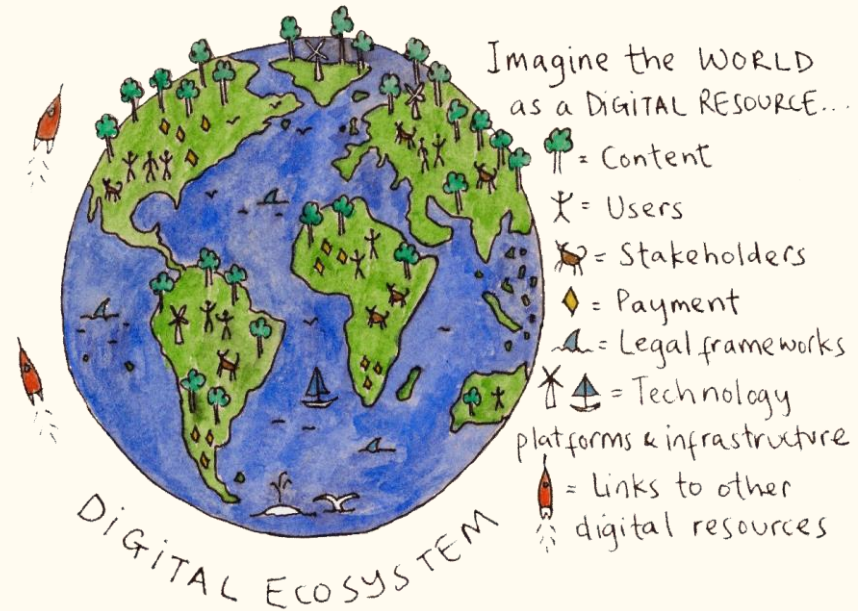 Imagine the WORLD
as a DiGiTAL RESOURCE...
= Content
= Users
= Stakeholders
= Payment
= Legal frameworks
= Technology
platforms & infrastructure
= Links to other
digital resources
DiGiTAL ECOSYSTEM